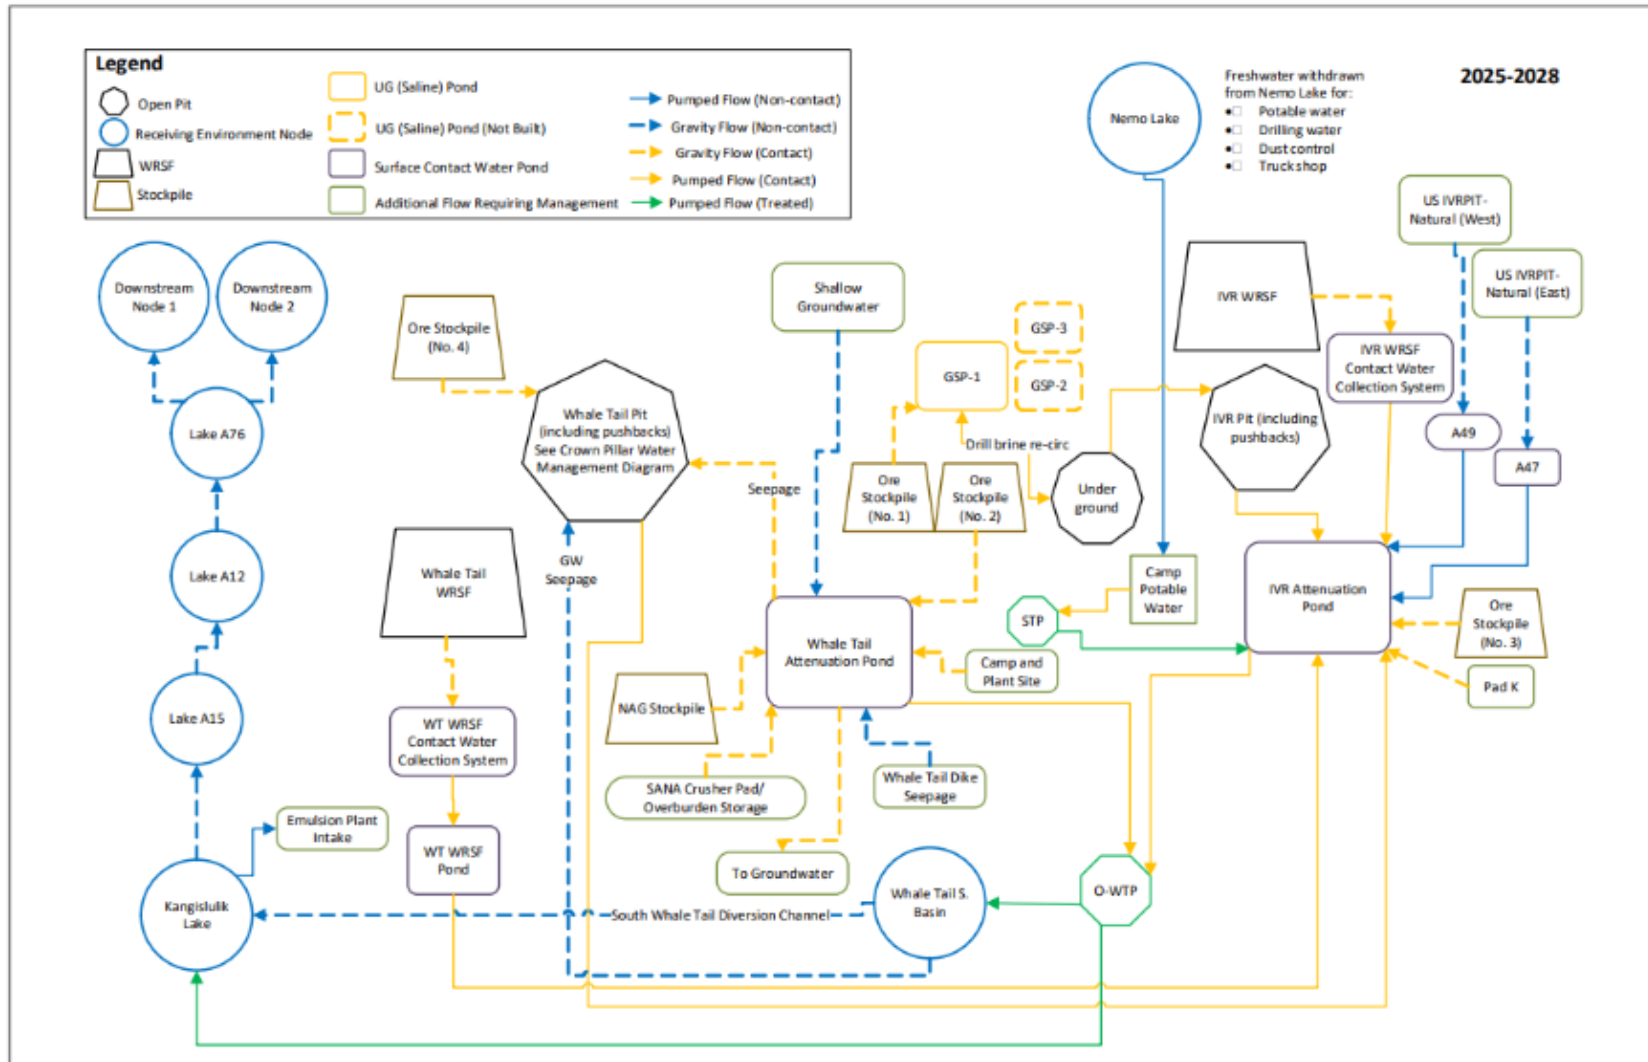 Legend
Open Pit
Receiving Environment Node
WRSF
Stockpile
UG (Saline) Pond
UG (Saline) Pond (Not Built)
Surface Contact Water Pond
Additional Flow Requiring Management
Pumped Flow (Non-contact)
Gravity Flow (Non-contact)
Gravity Flow (Contact)
Pumped Flow (Contact)
Pumped Flow (Treated)
Nemo Lake
Freshwater withdrawn
from Nemo Lake for:
Potable water
Drilling water
Dust control
Truck shop
2025-2028
US IVRPIT-
Natural (West)
US IVRPIT-
Natural (East)
Downstream
Node 1
Downstream
Node 2
Ore Stockpile
(No. 4)
Shallow
Groundwater
GSP-3
GSP-1
GSP-2
IVR WRSF
IVR WRSF
Contact Water
Collection System
Whale Tail Pit
(including pushbacks)
See Crown Pillar Water
Management Diagram
Lake A76
IVR Pit (including
pushbacks)
A49
A47
Drill brine re-circ
Seepage
Ore
Stockpile
(No. 1)
Ore
Stockpile
(No. 2)
Under
ground
GW
Seepage
Lake A12
Whale Tail
WRSF
Camp
Potable
Water
IVR Attenuation
Pond
STP
Ore
Stockpile
(No. 3)
Whale Tail
Attenuation Pond
Camp and
Plant Site
Pad K
Lake A15
NAG Stockpile
WT WRSF
Contact Water
Collection System
SANA Crusher Pad/
Overburden Storage
Whale Tail Dike
Seepage
Emulsion Plant
Intake
WT WRSF
Pond
To Groundwater
O-WTP
Whale Tail S.
Basin
Kangislulik
Lake
South Whale Tail Diversion Channel